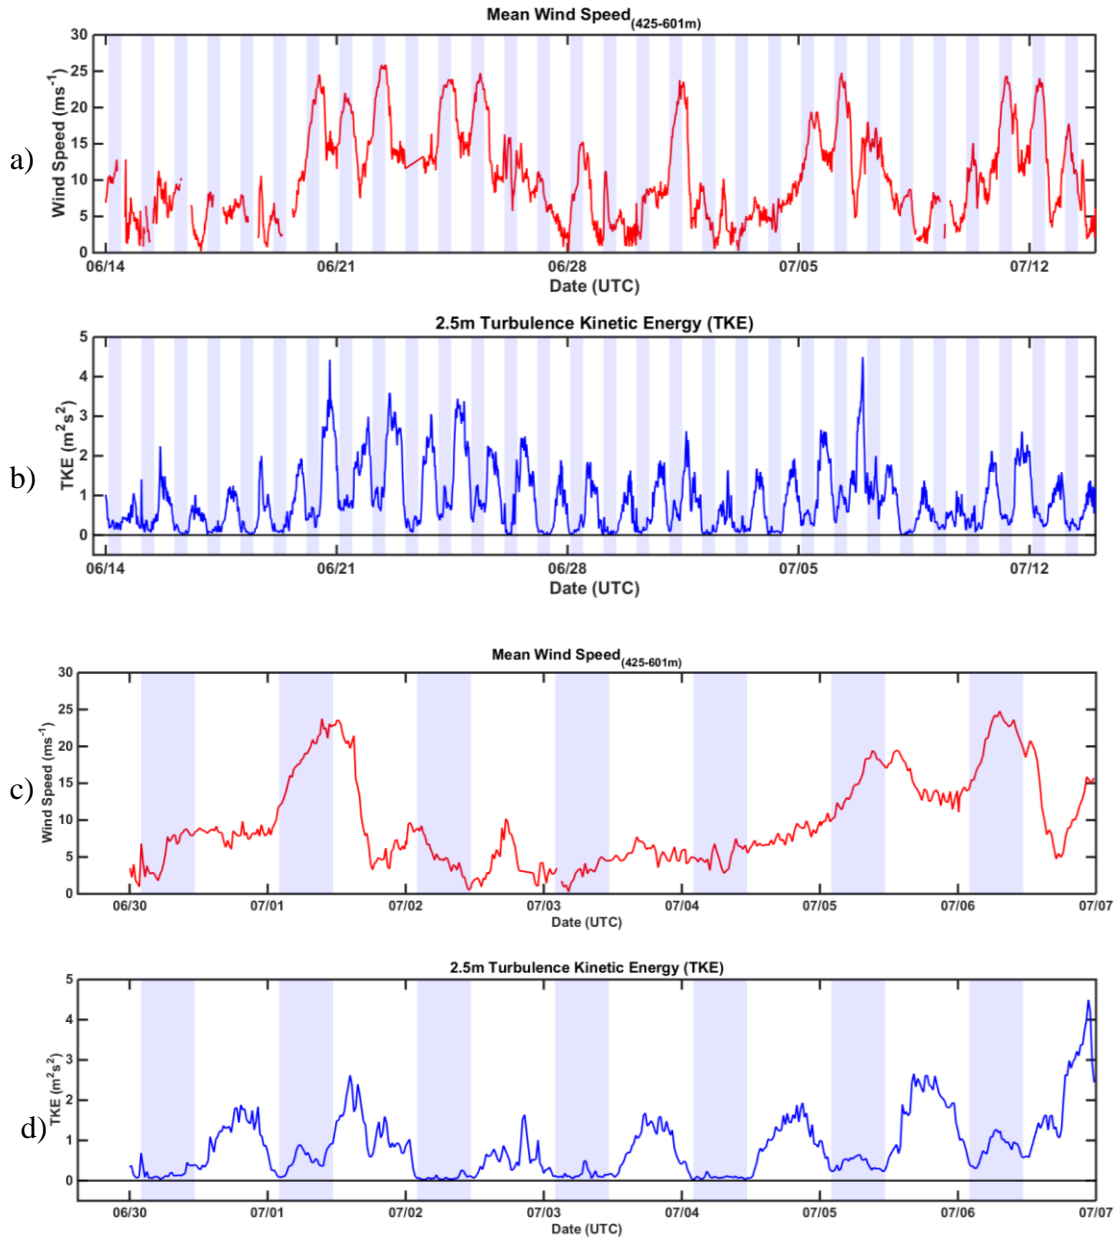 Mean Wind Speed(425-601m)
a)
Wind Speed (ms-1)
30
25
20
15
10
5
0
06/14 06/21 06/28 07/05 07/12
Date (UTC)
2.5m Turbulence Kinetic Energy (TKE)
b)
TKE (m2s2)
5
4
3
2
1
0
06/14 06/21 06/28 07/05 07/12
Date (UTC)
Mean Wind Speed(425-601m)
c)
Wind Speed (ms-1)
30
25
20
15
10
5
0
06/30 07/01 07/02 07/03 07/04 07/05 07/06 07/07
Date (UTC)
2.5m Turbulence Kinetic Energy (TKE)
d)
TKE (m2s2)
5
4
3
2
1
0
06/30 07/01 07/02 07/03 07/04 07/05 07/06 07/07
Date (UTC)